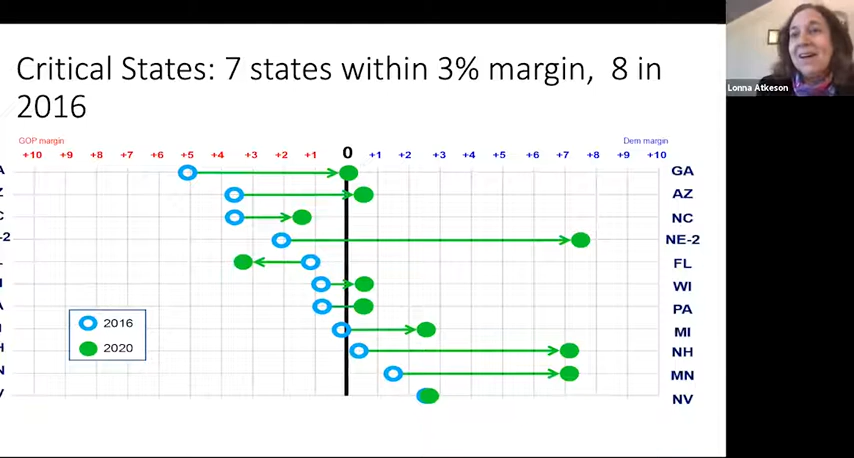 Critical States: 7 states within 3% margin, 8 in
2016
Lonna Atkeson
GOP margin
Dem margin
+10 +9 +8 +7 +6 +5 +4 +3 +2 +1 0 +1 +2 +3 +4 +5 +6 +7 +8 +9 +10
A GA
Z AZ
C NC
-2 NE-2
L FL
I WI
A PA
I MI
H NH
N MN
V NV
2016
2020